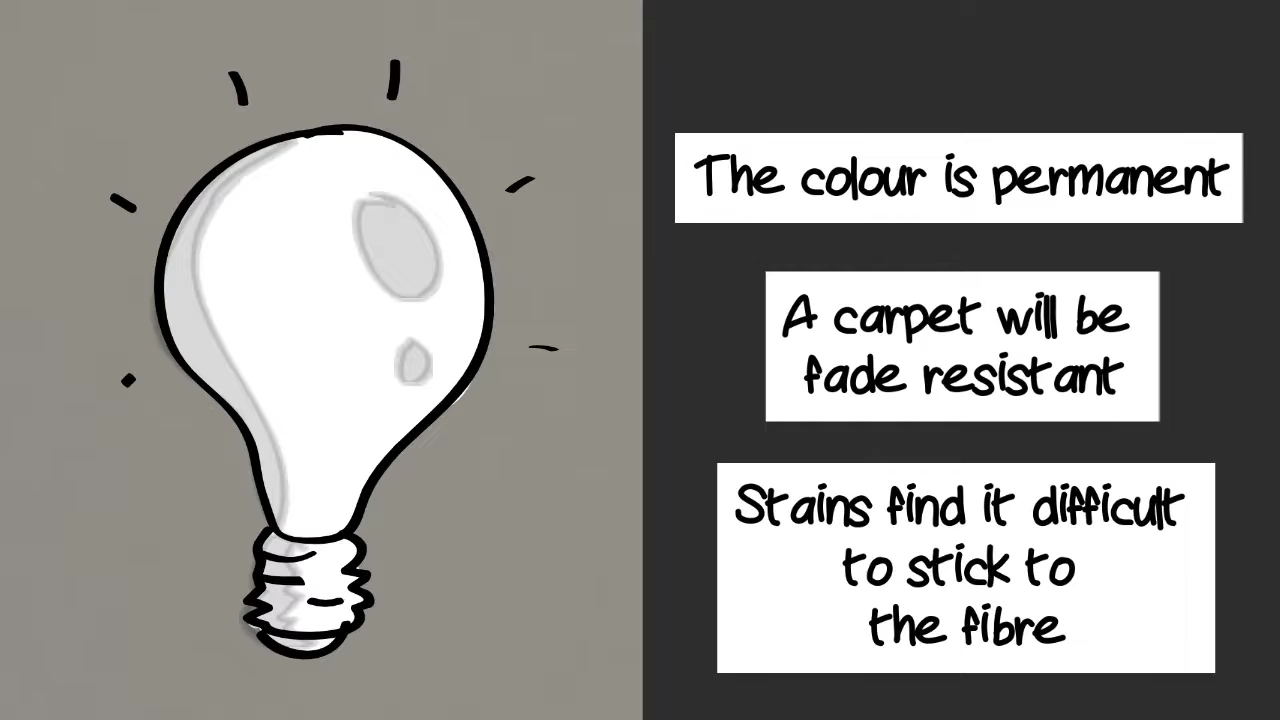 The colour is permanent
A carpet will be
fade resistant
Stains find it difficult
to stick to
the fibre